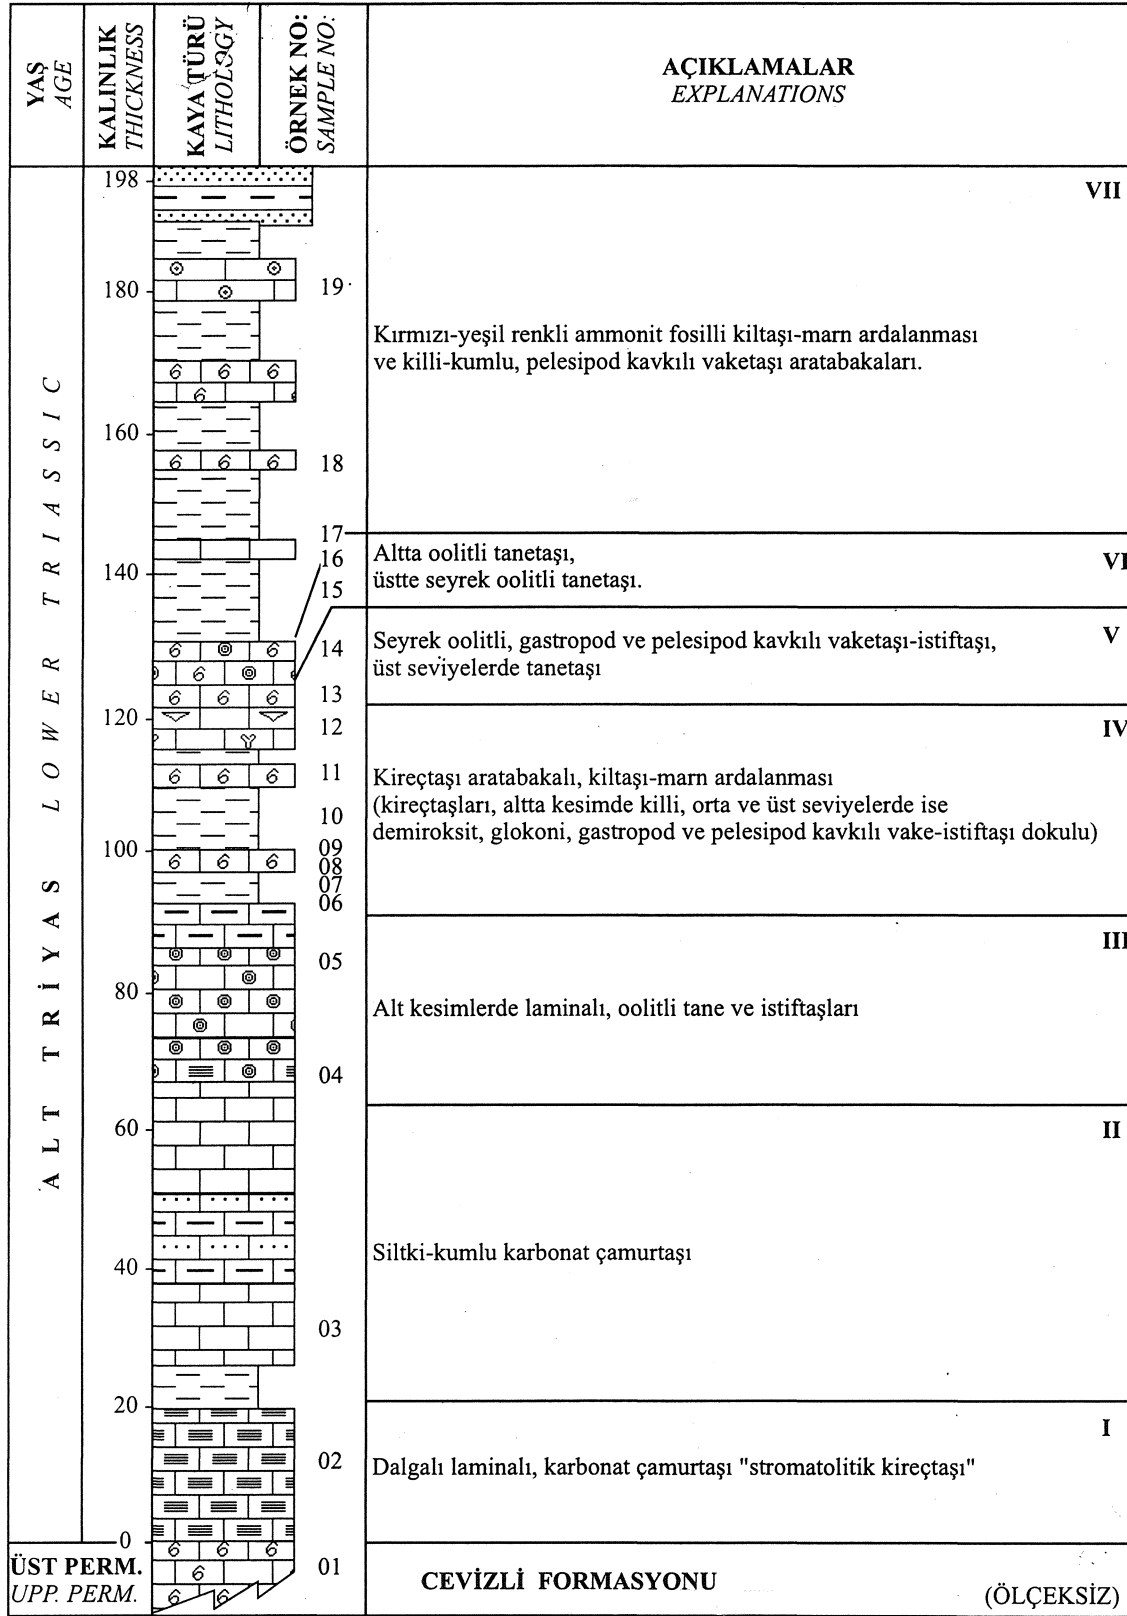 YAŞ
AGE
KALINLIK
THICKNESS
KAYA TÜRÜ
LITHOLOGY
ÖRNEK NO:
SAMPLE NO:
AÇIKLAMALAR
EXPLANATIONS
ALT TRİYAS LOWER TRIASSIC
198
180
160
140
120
100
80
60
40
20
0
19
18
17
16
15
14
13
12
11
10
09
08
07
06
05
04
03
02
01
VII
Kırmızı-yeşil renkli ammonit fosilli kiltaşı-marn ardalanması
ve killi-kumlu, pelesipod kavkılı vaketaşı aratabakaları.
VI
Altta oolitli tanetaşı,
üstte seyrek oolitli tanetaşı.
V
Seyrek oolitli, gastropod ve pelesipod kavkılı vaketaşı-istiftaşı,
üst seviyelerde tanetaşı
IV
Kireçtaşı aratabakalı, kiltaşı-marn ardalanması
(kireçtaşları, altta kesimde killi, orta ve üst seviyelerde ise
demiroksit, glokoni, gastropod ve pelesipod kavkılı vake-istiftaşı dokulu)
III
Alt kesimlerde laminalı, oolitli tane ve istiftaşları
II
Siltki-kumlu karbonat çamurtaşı
I
Dalgalı laminalı, karbonat çamurtaşı "stromatolitik kireçtaşı"
ÜST PERM.
UPP. PERM.
CEVİZLİ FORMASYONU
(ÖLÇEKSİZ)